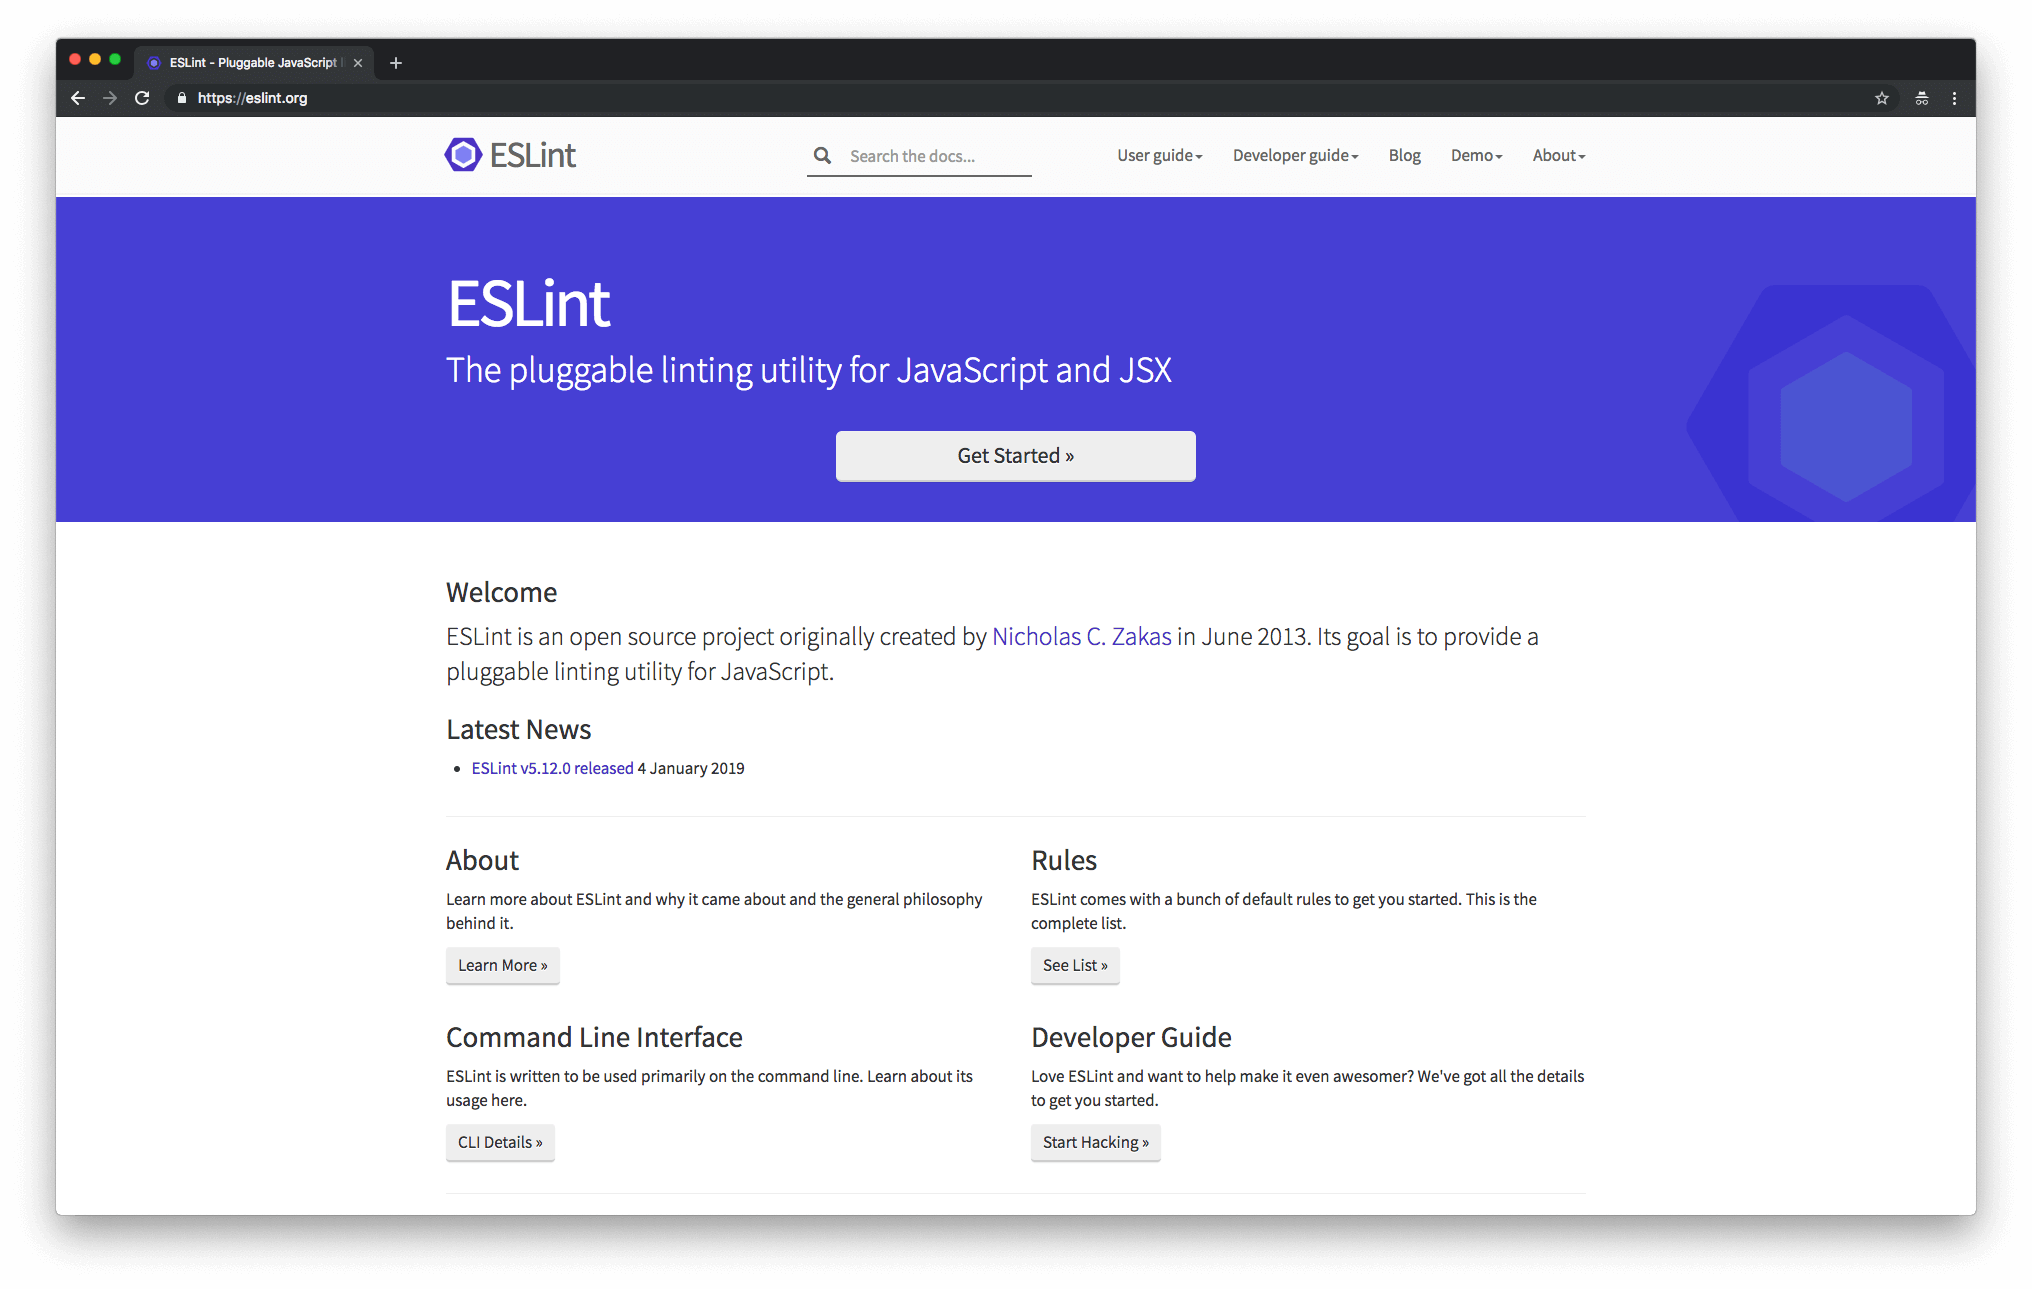 ESLint - Pluggable JavaScript
https://eslint.org
ESLint
Search the docs...
User guide
Developer guide
Blog
Demo
About
ESLint
The pluggable linting utility for JavaScript and JSX
Get Started »
Welcome
ESLint is an open source project originally created by Nicholas C. Zakas in June 2013. Its goal is to provide a
pluggable linting utility for JavaScript.
Latest News
• ESLint v5.12.0 released 4 January 2019
About
Learn more about ESLint and why it came about and the general philosophy
behind it.
Learn More »
Rules
ESLint comes with a bunch of default rules to get you started. This is the
complete list.
See List »
Command Line Interface
ESLint is written to be used primarily on the command line. Learn about its
usage here.
CLI Details »
Developer Guide
Love ESLint and want to help make it even awesomer? We've got all the details
to get you started.
Start Hacking »